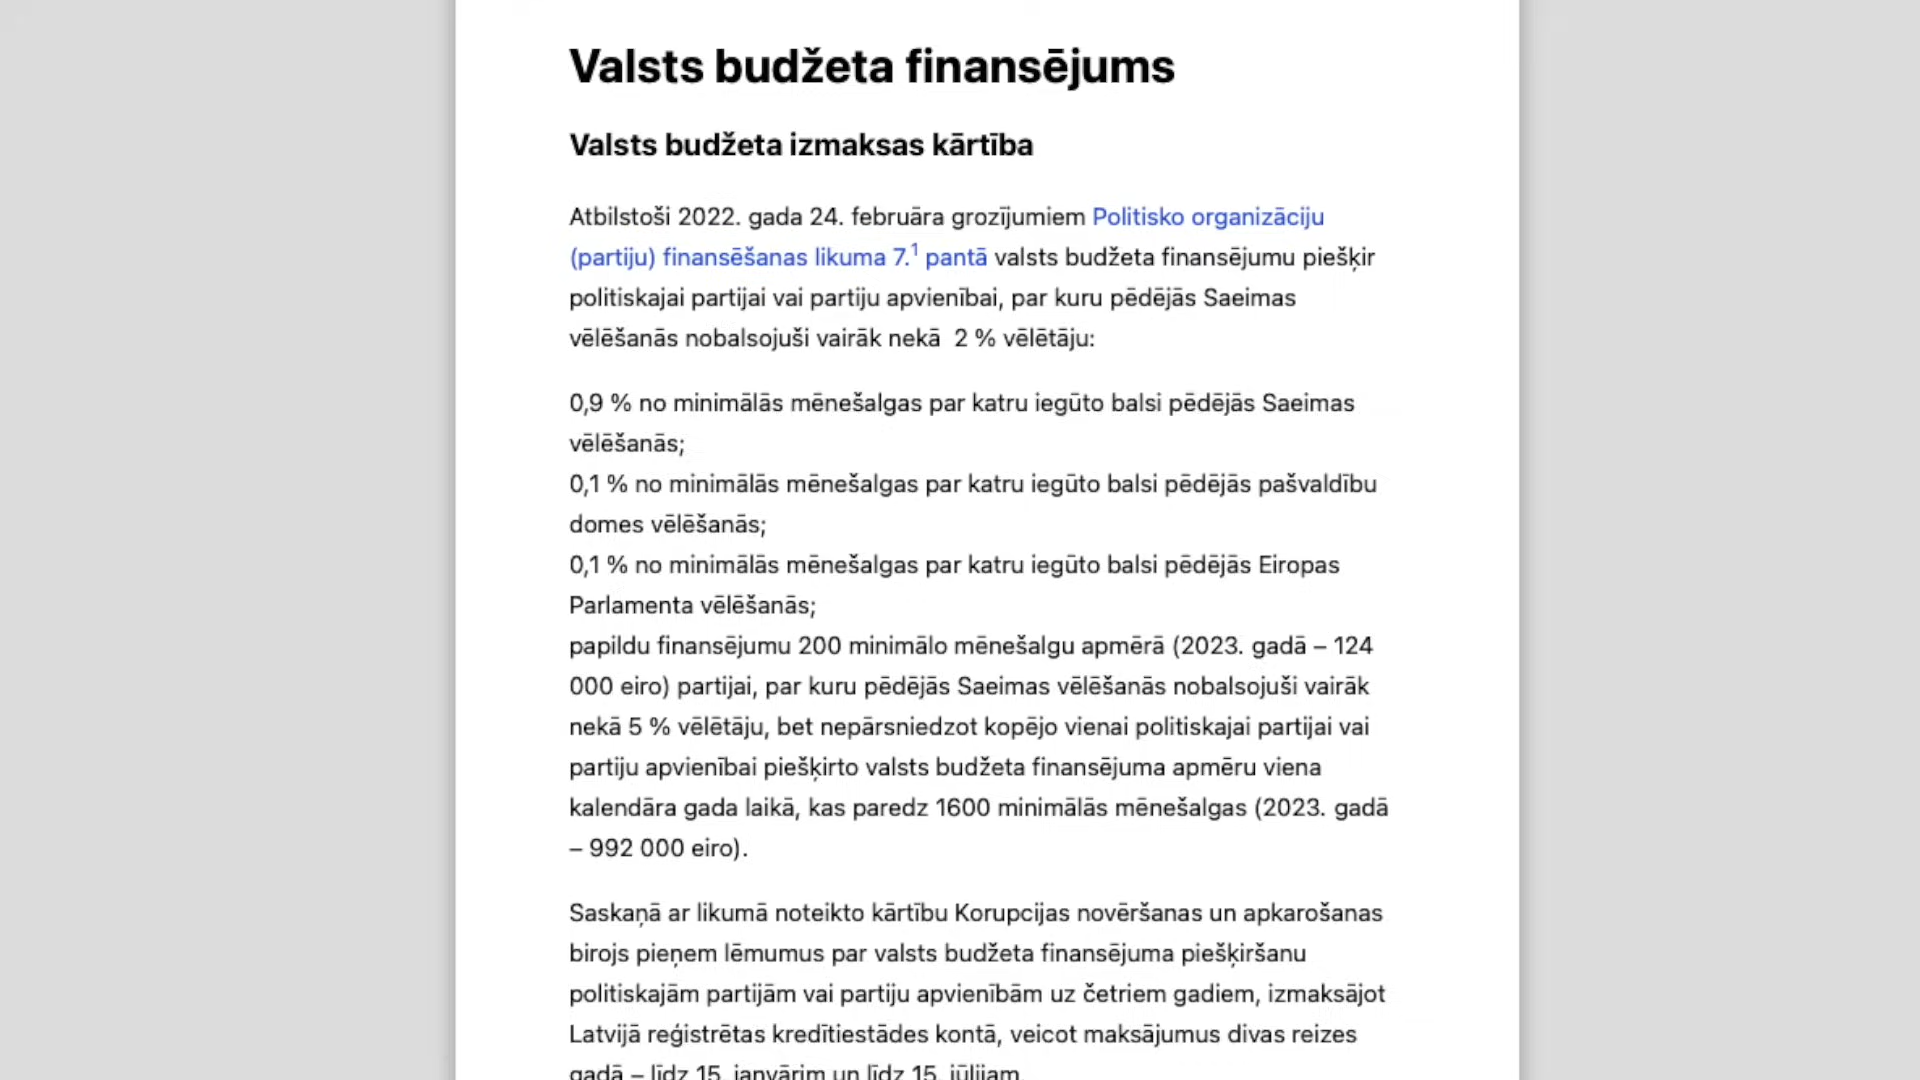 Valsts budžeta finansējums
Valsts budžeta izmaksas kārtība
Atbilstoši 2022. gada 24. februāra grozījumiem Politisko organizāciju
(partiju) finansēšanas likuma 7.¹ pantā valsts budžeta finansējumu piešķir
politiskajai partijai vai partiju apvienībai, par kuru pēdējās Saeimas
vēlēšanās nobalsojuši vairāk nekā  2 % vēlētāju:
0,9 % no minimālās mēnešalgas par katru iegūto balsi pēdējās Saeimas
vēlēšanās;
0,1 % no minimālās mēnešalgas par katru iegūto balsi pēdējās pašvaldību
domes vēlēšanās;
0,1 % no minimālās mēnešalgas par katru iegūto balsi pēdējās Eiropas
Parlamenta vēlēšanās;
papildu finansējumu 200 minimālo mēnešalgu apmērā (2023. gadā – 124
000 eiro) partijai, par kuru pēdējās Saeimas vēlēšanās nobalsojuši vairāk
nekā 5 % vēlētāju, bet nepārsniedzot kopējo vienai politiskajai partijai vai
partiju apvienībai piešķirto valsts budžeta finansējuma apmēru viena
kalendāra gada laikā, kas paredz 1600 minimālās mēnešalgas (2023. gadā
– 992 000 eiro).
Saskaņā ar likumā noteikto kārtību Korupcijas novēršanas un apkarošanas
birojs pieņem lēmumus par valsts budžeta finansējuma piešķiršanu
politiskajām partijām vai partiju apvienībām uz četriem gadiem, izmaksājot
Latvijā reģistrētas kredītiestādes kontā, veicot maksājumus divas reizes
gadā – līdz 15. janvārim un līdz 15. jūlijam.